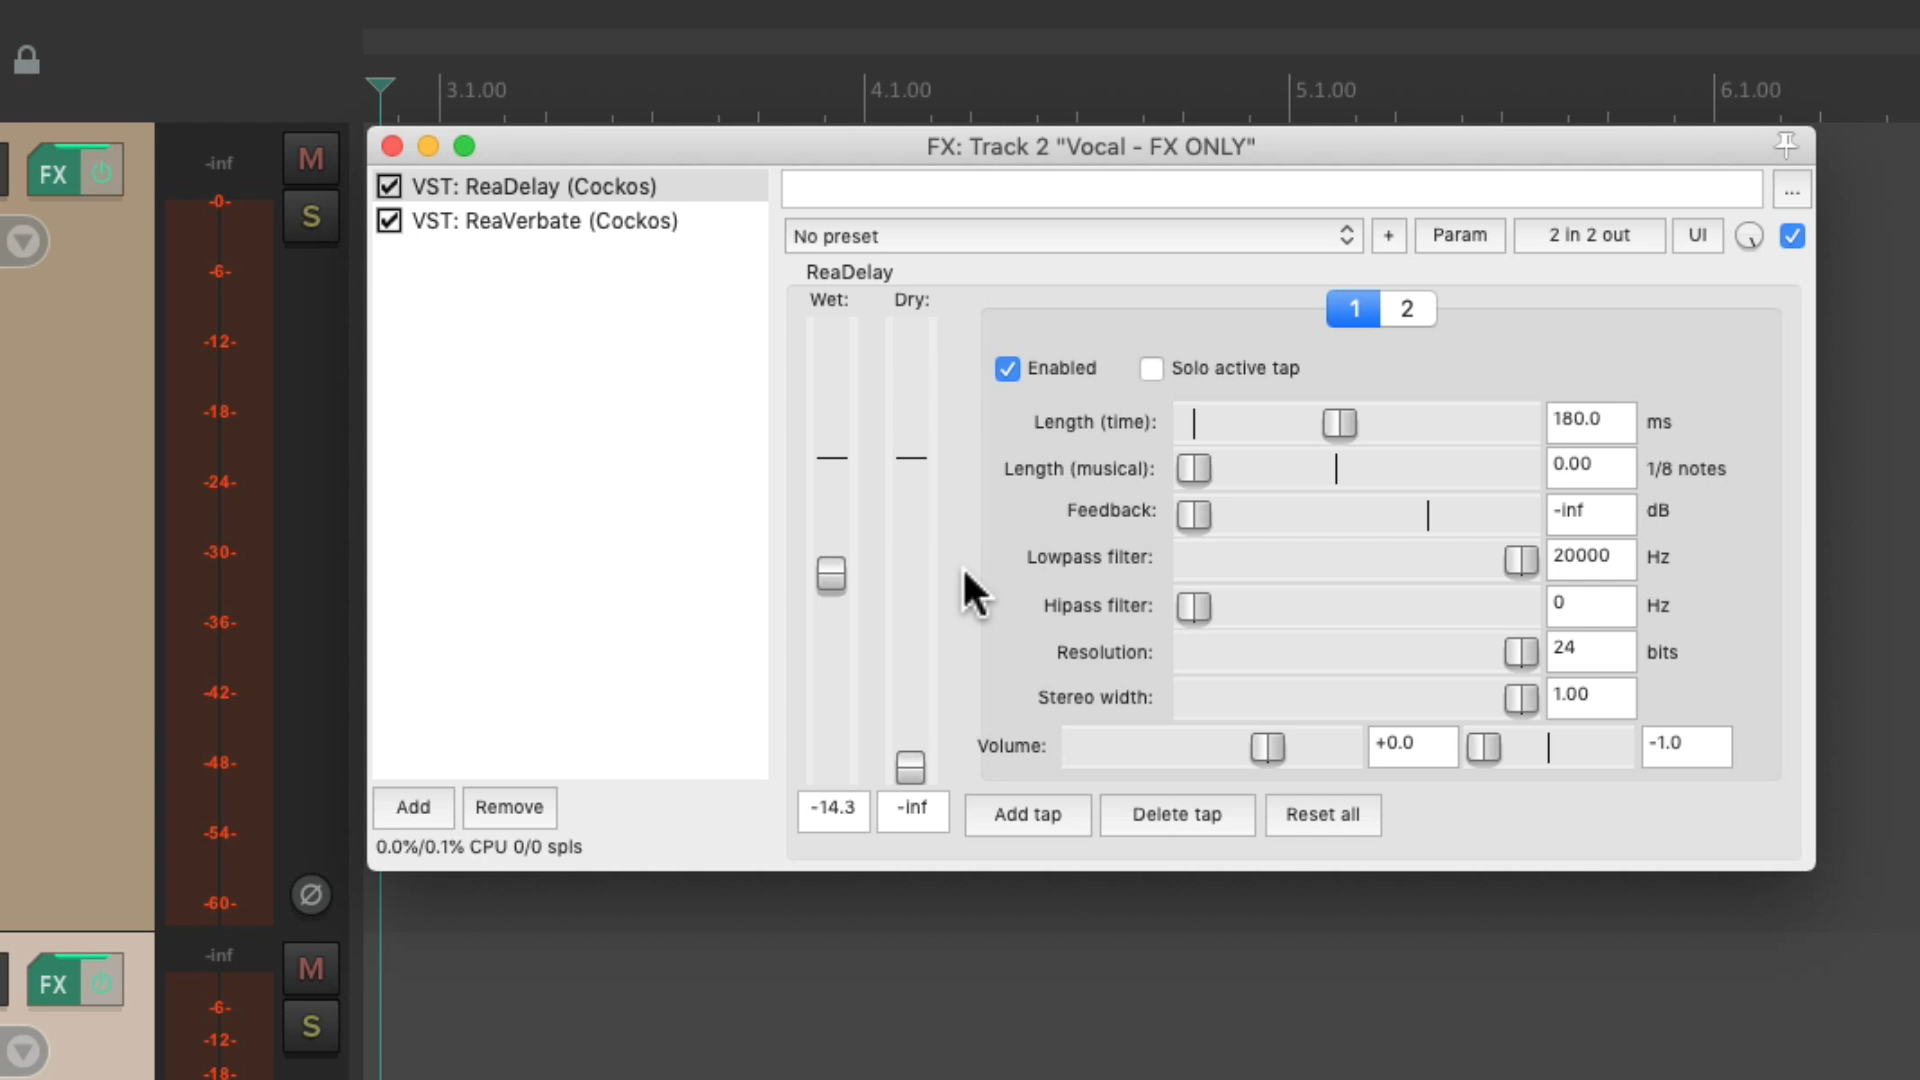 3.1.00 4.1.00 5.1.00 6.1.00
FX: Track 2 "Vocal - FX ONLY"
FX
-inf
M
S
-0-
-6-
-12-
-18-
-24-
-30-
-36-
-42-
-48-
-54-
-60-
VST: ReaDelay (Cockos)
VST: ReaVerbate (Cockos)
...
No preset
+
Param
2 in 2 out
UI
ReaDelay
Wet: Dry:
1 2
Enabled
Solo active tap
Length (time): 180.0 ms
Length (musical): 0.00 1/8 notes
Feedback: -inf dB
Lowpass filter: 20000 Hz
Hipass filter: 0 Hz
Resolution: 24 bits
Stereo width: 1.00
Volume: +0.0 -1.0
-14.3 -inf
Add tap
Delete tap
Reset all
Add
Remove
0.0%/0.1% CPU 0/0 spls
FX
-inf
M
S
-6-
-12-
-18-